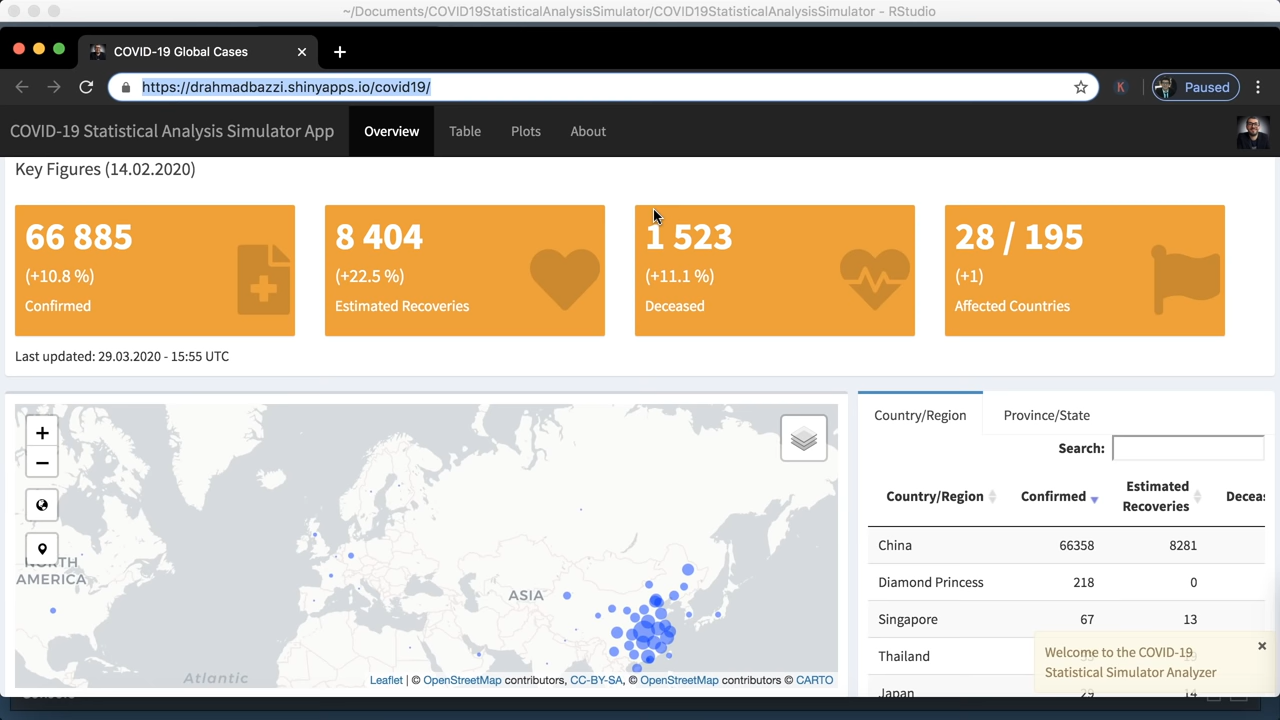 ~/Documents/COVID19StatisticalAnalysisSimulator/COVID19StatisticalAnalysisSimulator - RStudio
COVID-19 Global Cases
https://drahmadbazzi.shinyapps.io/covid19/
K
Paused
COVID-19 Statistical Analysis Simulator App
Overview
Table
Plots
About
Key Figures (14.02.2020)
66 885
(+10.8 %)
Confirmed
8 404
(+22.5 %)
Estimated Recoveries
1 523
(+11.1 %)
Deceased
28 / 195
(+1)
Affected Countries
Last updated: 29.03.2020 - 15:55 UTC
+
−
NORTH
AMERICA
ASIA
Atlantic
Leaflet | © OpenStreetMap contributors, CC-BY-SA, © OpenStreetMap contributors © CARTO
Country/Region
Province/State
Search:
Country/Region Confirmed Estimated Recoveries Deceas
China 66358 8281
Diamond Princess 218 0
Singapore 67 13
Thailand
Japan 29 14
Welcome to the COVID-19
Statistical Simulator Analyzer